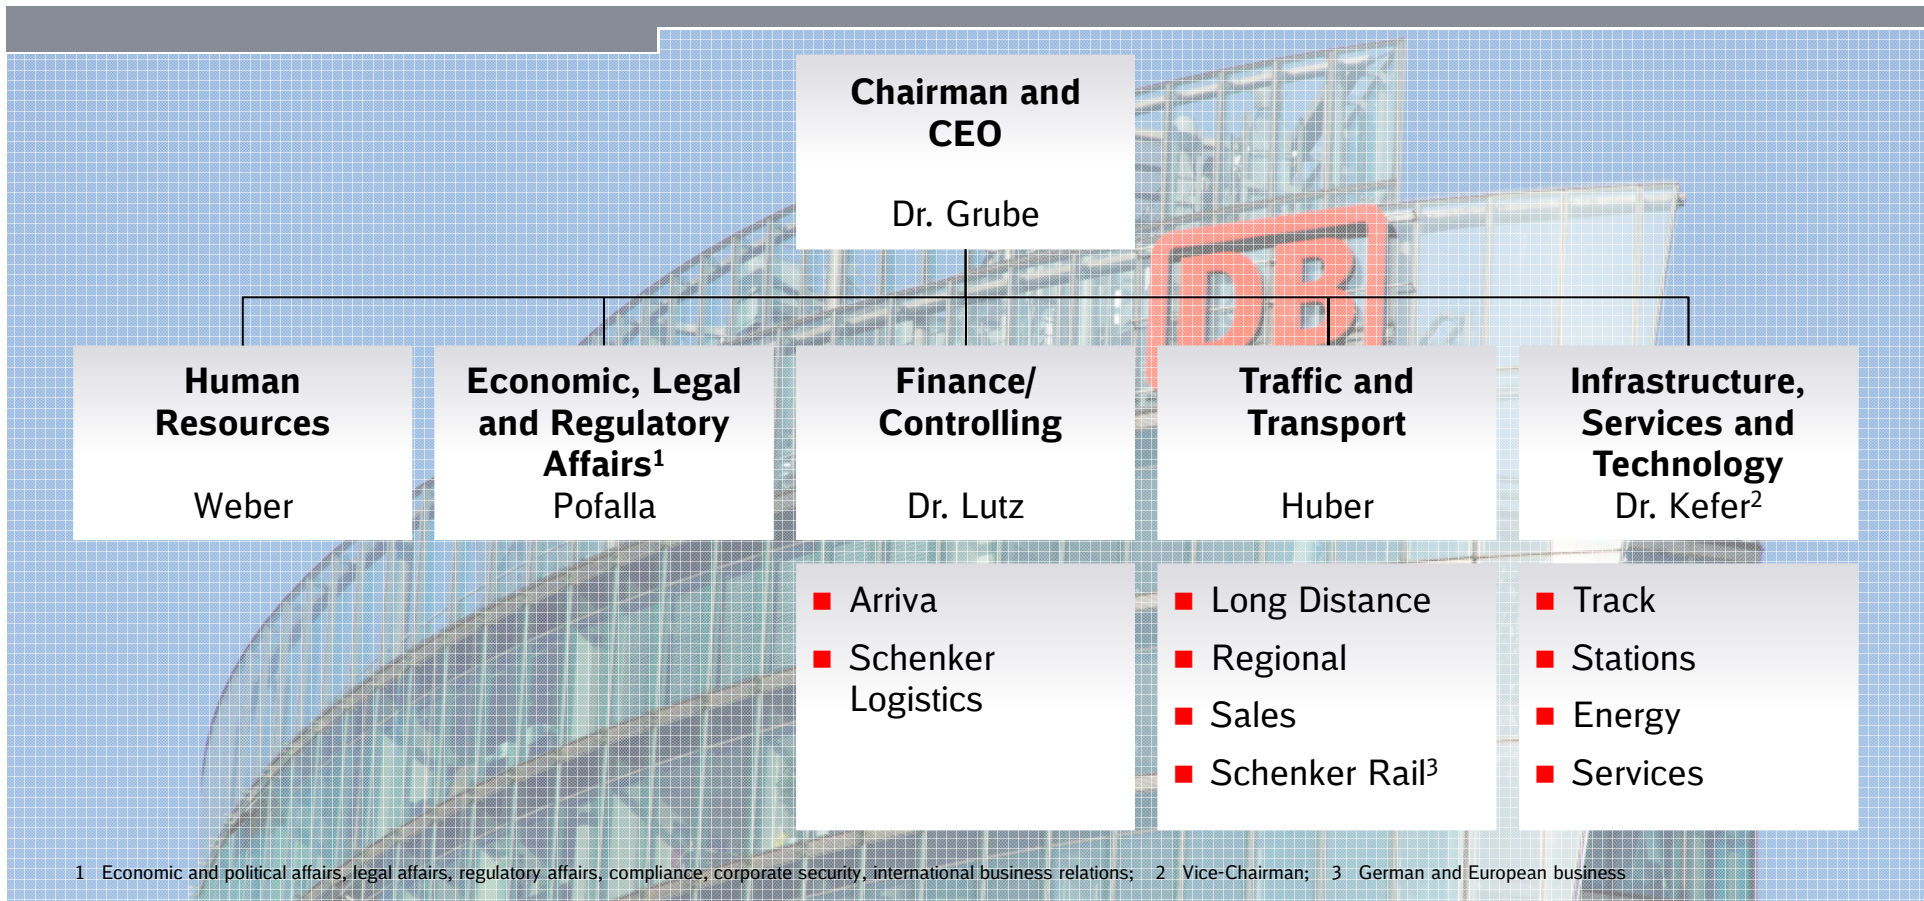 Chairman and
CEO
Dr. Grube
DB
Human
Resources
Weber
Economic, Legal
and Regulatory
Affairs¹
Pofalla
Finance/
Controlling
Dr. Lutz
Traffic and
Transport
Huber
Infrastructure,
Services and
Technology
Dr. Kefer²
■ Arriva
■ Schenker
Logistics
■ Long Distance
■ Regional
■ Sales
■ Schenker Rail³
■ Track
■ Stations
■ Energy
■ Services
1 Economic and political affairs, legal affairs, regulatory affairs, compliance, corporate security, international business relations; 2 Vice-Chairman; 3 German and European business